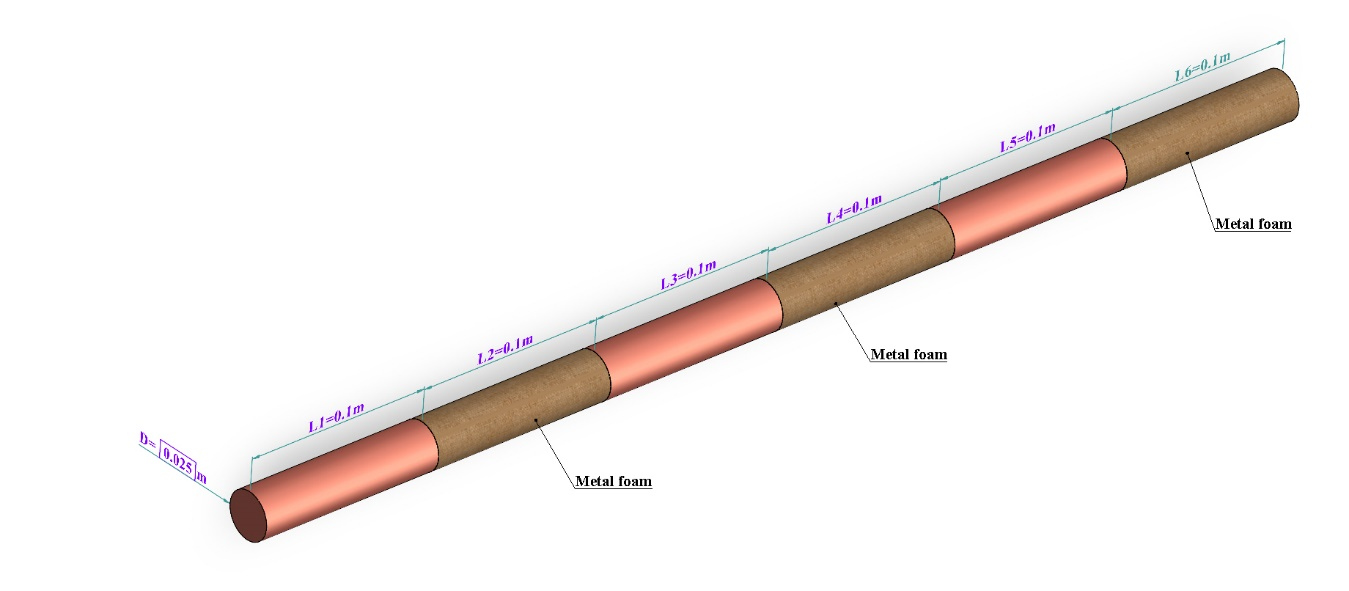 L6=0.1m
L5=0.1m
L4=0.1m
Metal foam
L3=0.1m
L2=0.1m
Metal foam
L1=0.1m
D= 0.025 m
Metal foam